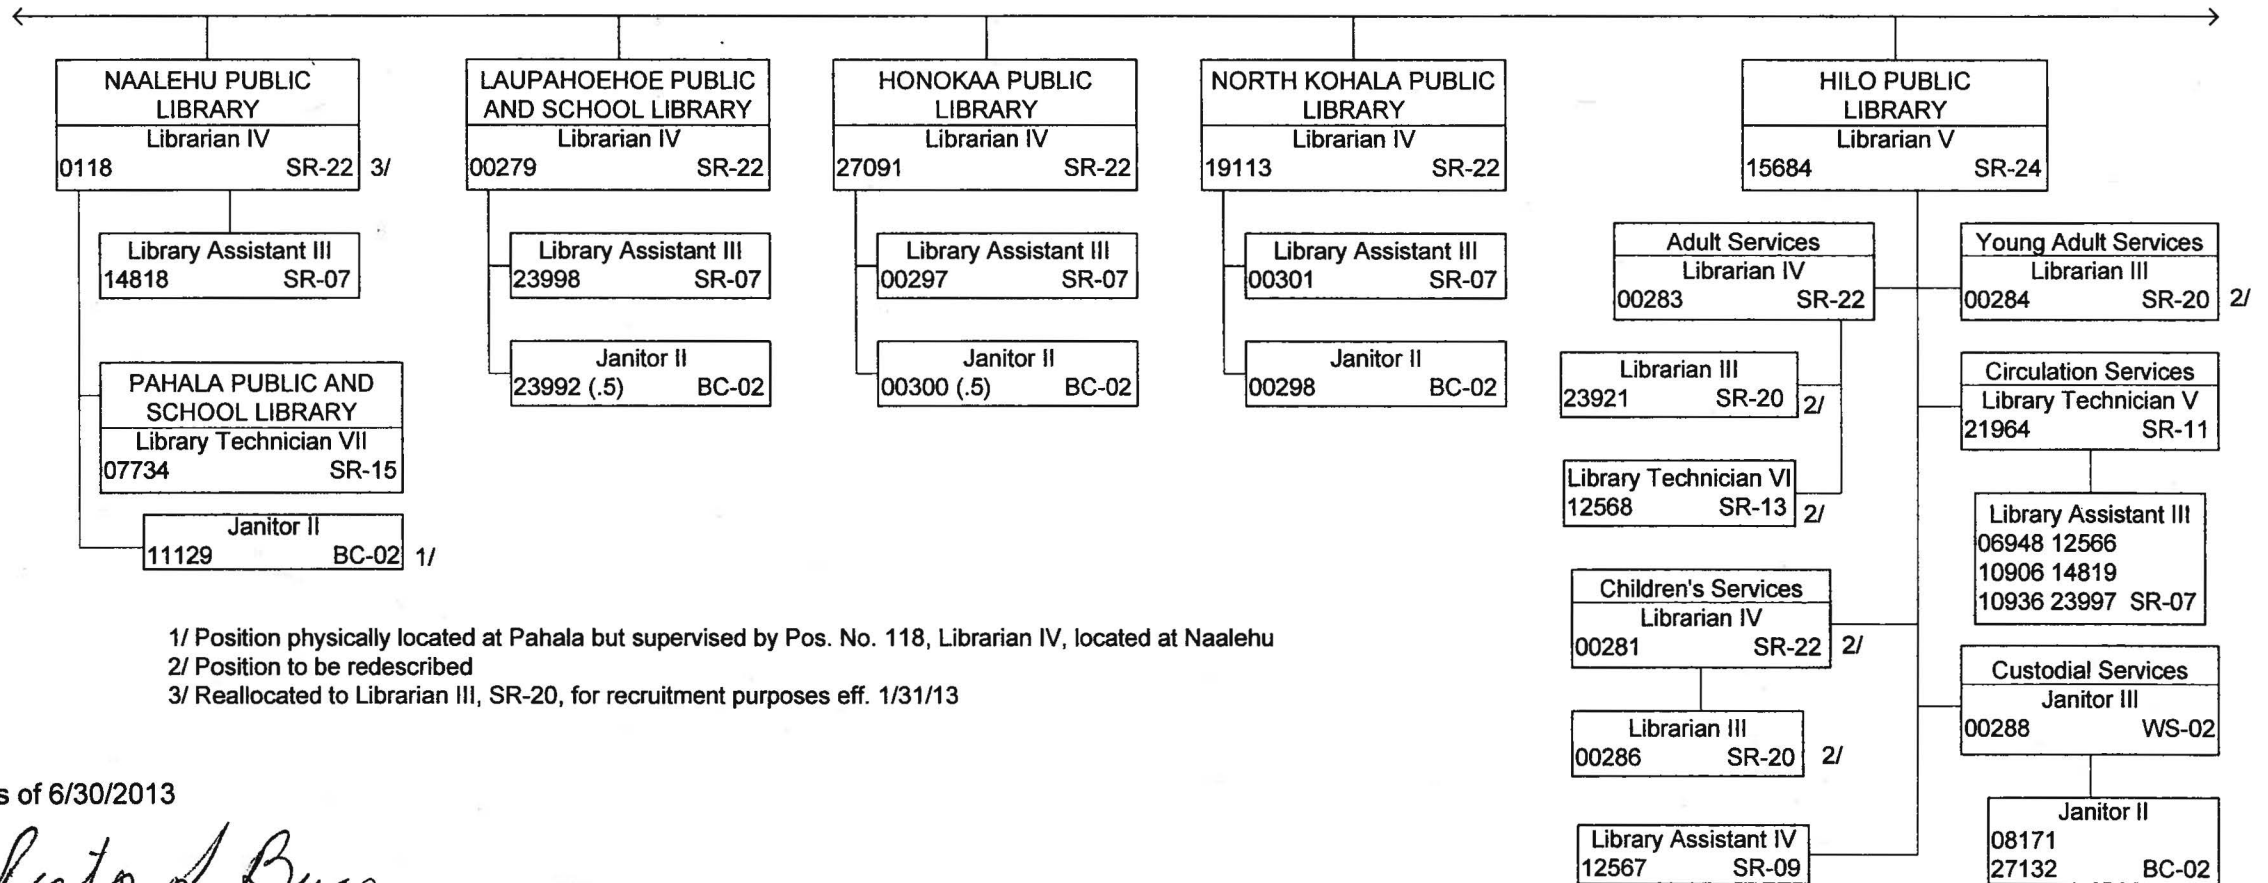 NAALEHU PUBLIC
LIBRARY
Librarian IV
0118 SR-22 3/
Library Assistant III
14818 SR-07
PAHALA PUBLIC AND
SCHOOL LIBRARY
Library Technician VII
07734 SR-15
Janitor II
11129 BC-02 1/
LAUPAHOEHOE PUBLIC
AND SCHOOL LIBRARY
Librarian IV
00279 SR-22
Library Assistant III
23998 SR-07
Janitor II
23992 (.5) BC-02
HONOKAA PUBLIC
LIBRARY
Librarian IV
27091 SR-22
Library Assistant III
00297 SR-07
Janitor II
00300 (.5) BC-02
NORTH KOHALA PUBLIC
LIBRARY
Librarian IV
19113 SR-22
Library Assistant III
00301 SR-07
Janitor II
00298 BC-02
HILO PUBLIC
LIBRARY
Librarian V
15684 SR-24
Adult Services
Librarian IV
00283 SR-22
Librarian III
23921 SR-20 2/
Library Technician VI
12568 SR-13 2/
Children's Services
Librarian IV
00281 SR-22 2/
Librarian III
00286 SR-20 2/
Library Assistant IV
12567 SR-09
Young Adult Services
Librarian III
00284 SR-20 2/
Circulation Services
Library Technician V
21964 SR-11
Library Assistant III
06948 12566
10906 14819
10936 23997 SR-07
Custodial Services
Janitor III
00288 WS-02
Janitor II
08171
27132 BC-02
1/ Position physically located at Pahala but supervised by Pos. No. 118, Librarian IV, located at Naalehu
2/ Position to be redescribed
3/ Reallocated to Librarian III, SR-20, for recruitment purposes eff. 1/31/13
s of 6/30/2013